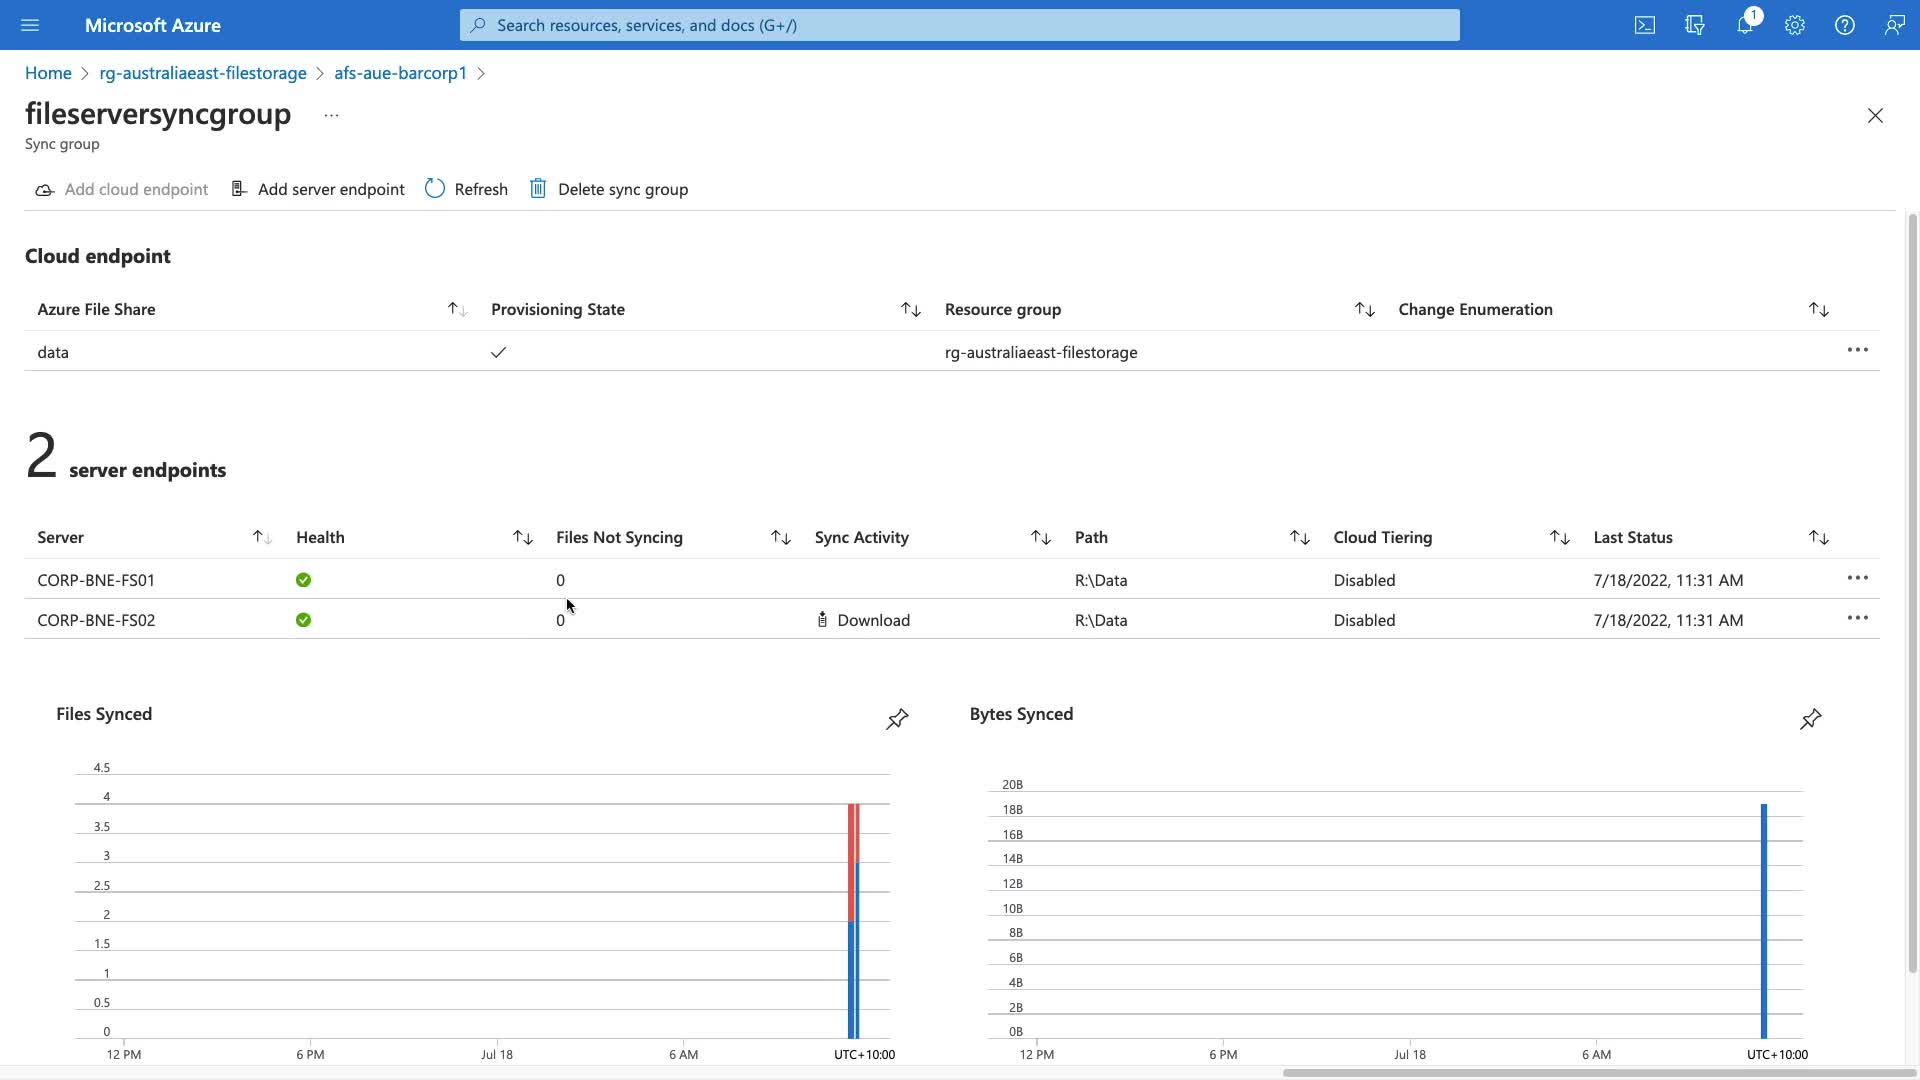 Microsoft Azure
Search resources, services, and docs (G+/)
1
Home > rg-australiaeast-filestorage > afs-aue-barcorp1 >
fileserversyncgroup ...
Sync group
Add cloud endpoint Add server endpoint Refresh Delete sync group
Cloud endpoint
Azure File Share Provisioning State Resource group Change Enumeration
data rg-australiaeast-filestorage
2 server endpoints
Server Health Files Not Syncing Sync Activity Path Cloud Tiering Last Status
CORP-BNE-FS01 0 R:\Data Disabled 7/18/2022, 11:31 AM
CORP-BNE-FS02 0 Download R:\Data Disabled 7/18/2022, 11:31 AM
Files Synced
4.5
4
3.5
3
2.5
2
1.5
1
0.5
0
12 PM 6 PM Jul 18 6 AM UTC+10:00
Bytes Synced
20B
18B
16B
14B
12B
10B
8B
6B
4B
2B
0B
12 PM 6 PM Jul 18 6 AM UTC+10:00